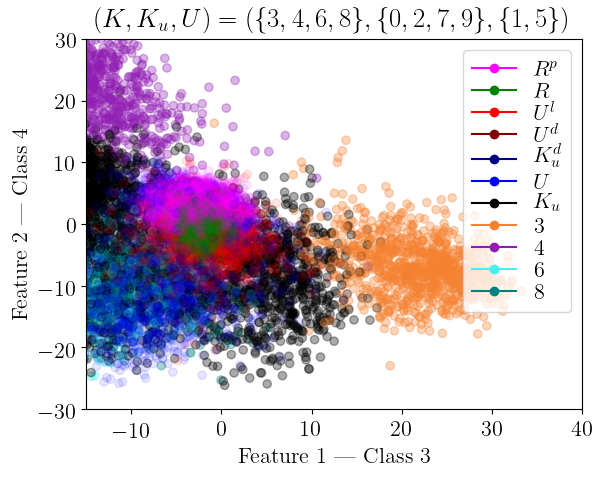 (K, K_u, U) = ({3, 4, 6, 8}, {0, 2, 7, 9}, {1, 5})
30
20
10
0
−10
−20
−30
Feature 2 — Class 4
R^p
R
U^l
U^d
K_u^d
U
K_u
3
4
6
8
−10
0
10
20
30
40
Feature 1 — Class 3